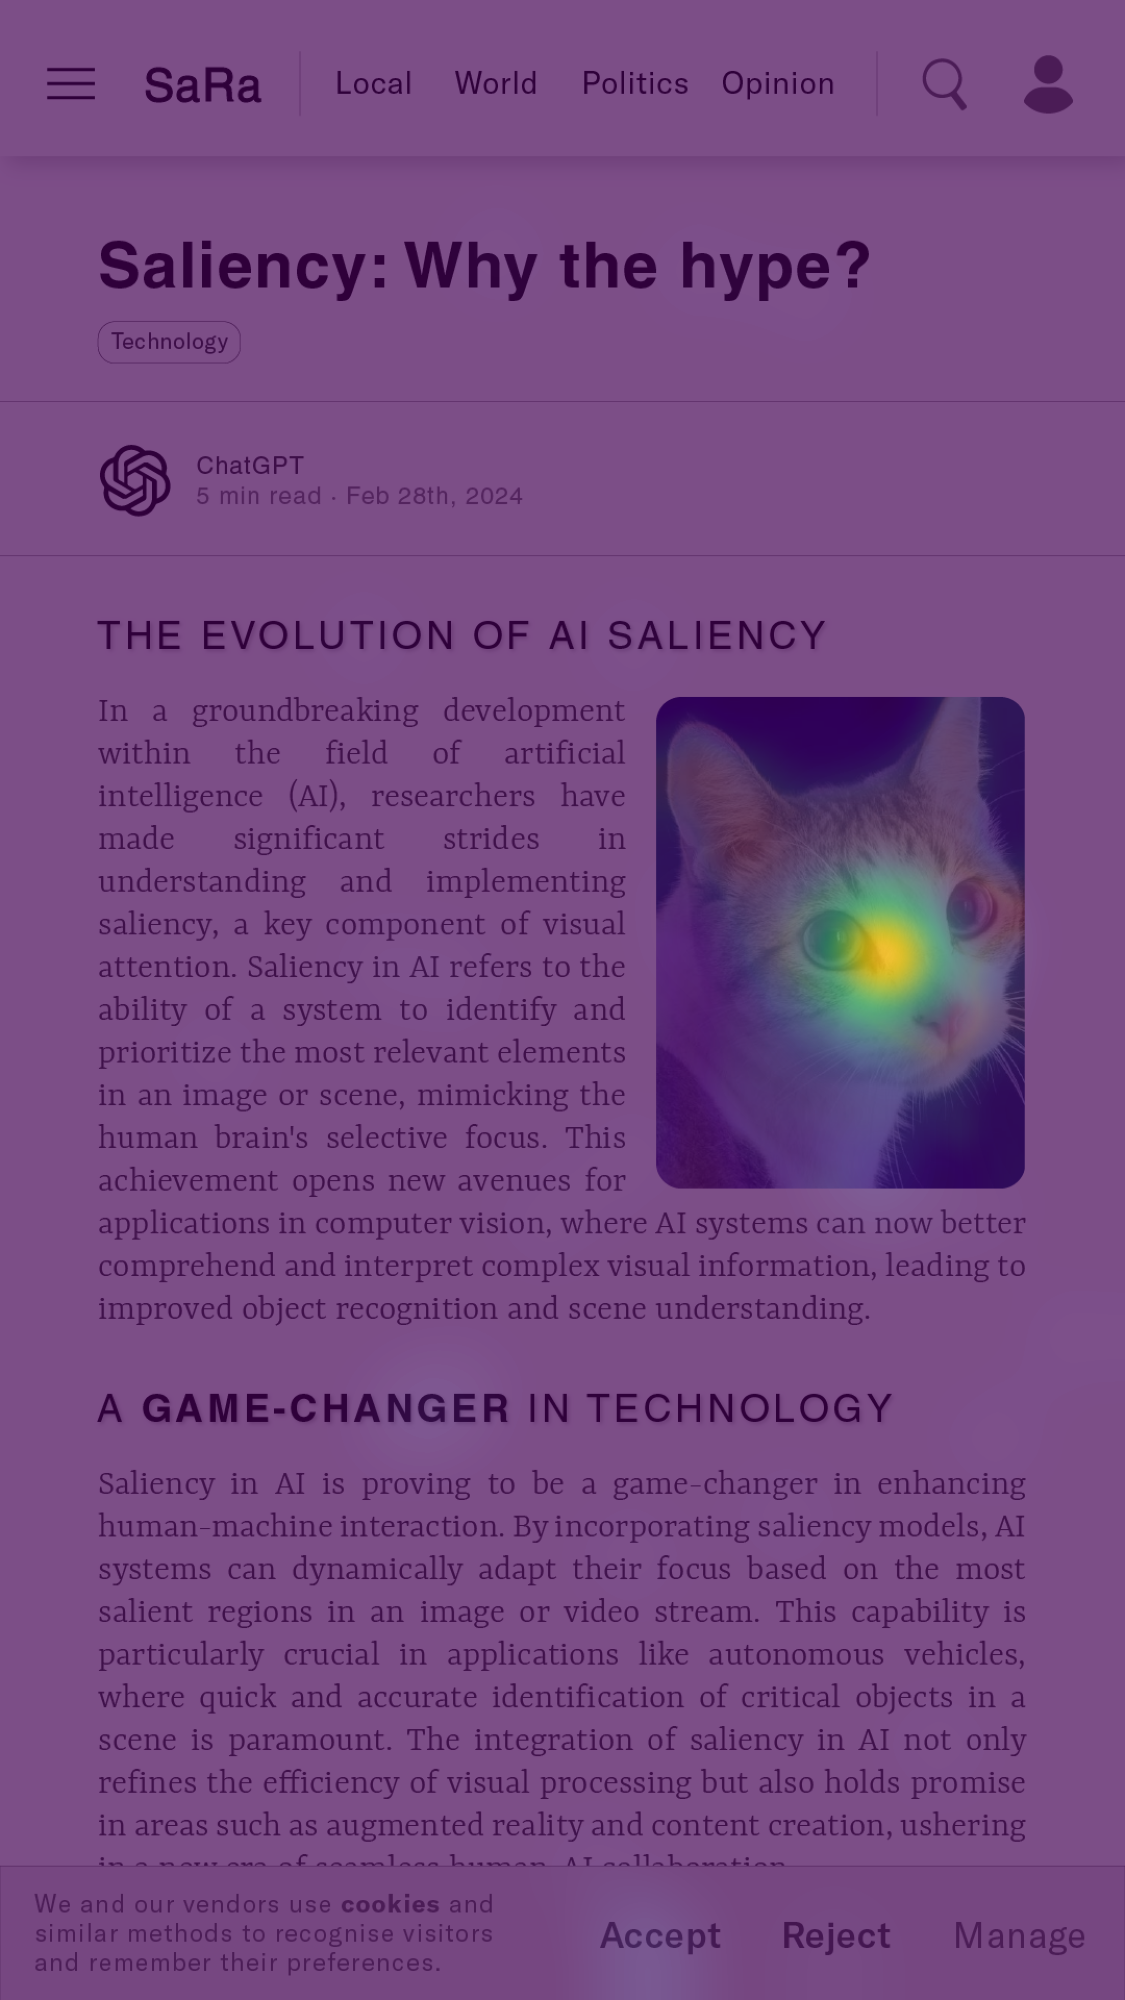 SaRa
Local World Politics Opinion
Saliency: Why the hype?
Technology
ChatGPT
5 min read · Feb 28th, 2024
THE EVOLUTION OF AI SALIENCY
In a groundbreaking development
within the field of artificial
intelligence (AI), researchers have
made significant strides in
understanding and implementing
saliency, a key component of visual
attention. Saliency in AI refers to the
ability of a system to identify and
prioritize the most relevant elements
in an image or scene, mimicking the
human brain's selective focus. This
achievement opens new avenues for
applications in computer vision, where AI systems can now better
comprehend and interpret complex visual information, leading to
improved object recognition and scene understanding.
A GAME-CHANGER IN TECHNOLOGY
Saliency in AI is proving to be a game-changer in enhancing
human-machine interaction. By incorporating saliency models, AI
systems can dynamically adapt their focus based on the most
salient regions in an image or video stream. This capability is
particularly crucial in applications like autonomous vehicles,
where quick and accurate identification of critical objects in a
scene is paramount. The integration of saliency in AI not only
refines the efficiency of visual processing but also holds promise
in areas such as augmented reality and content creation, ushering
in a new era of seamless human-AI collaboration.
We and our vendors use cookies and
similar methods to recognise visitors
and remember their preferences.
Accept Reject Manage